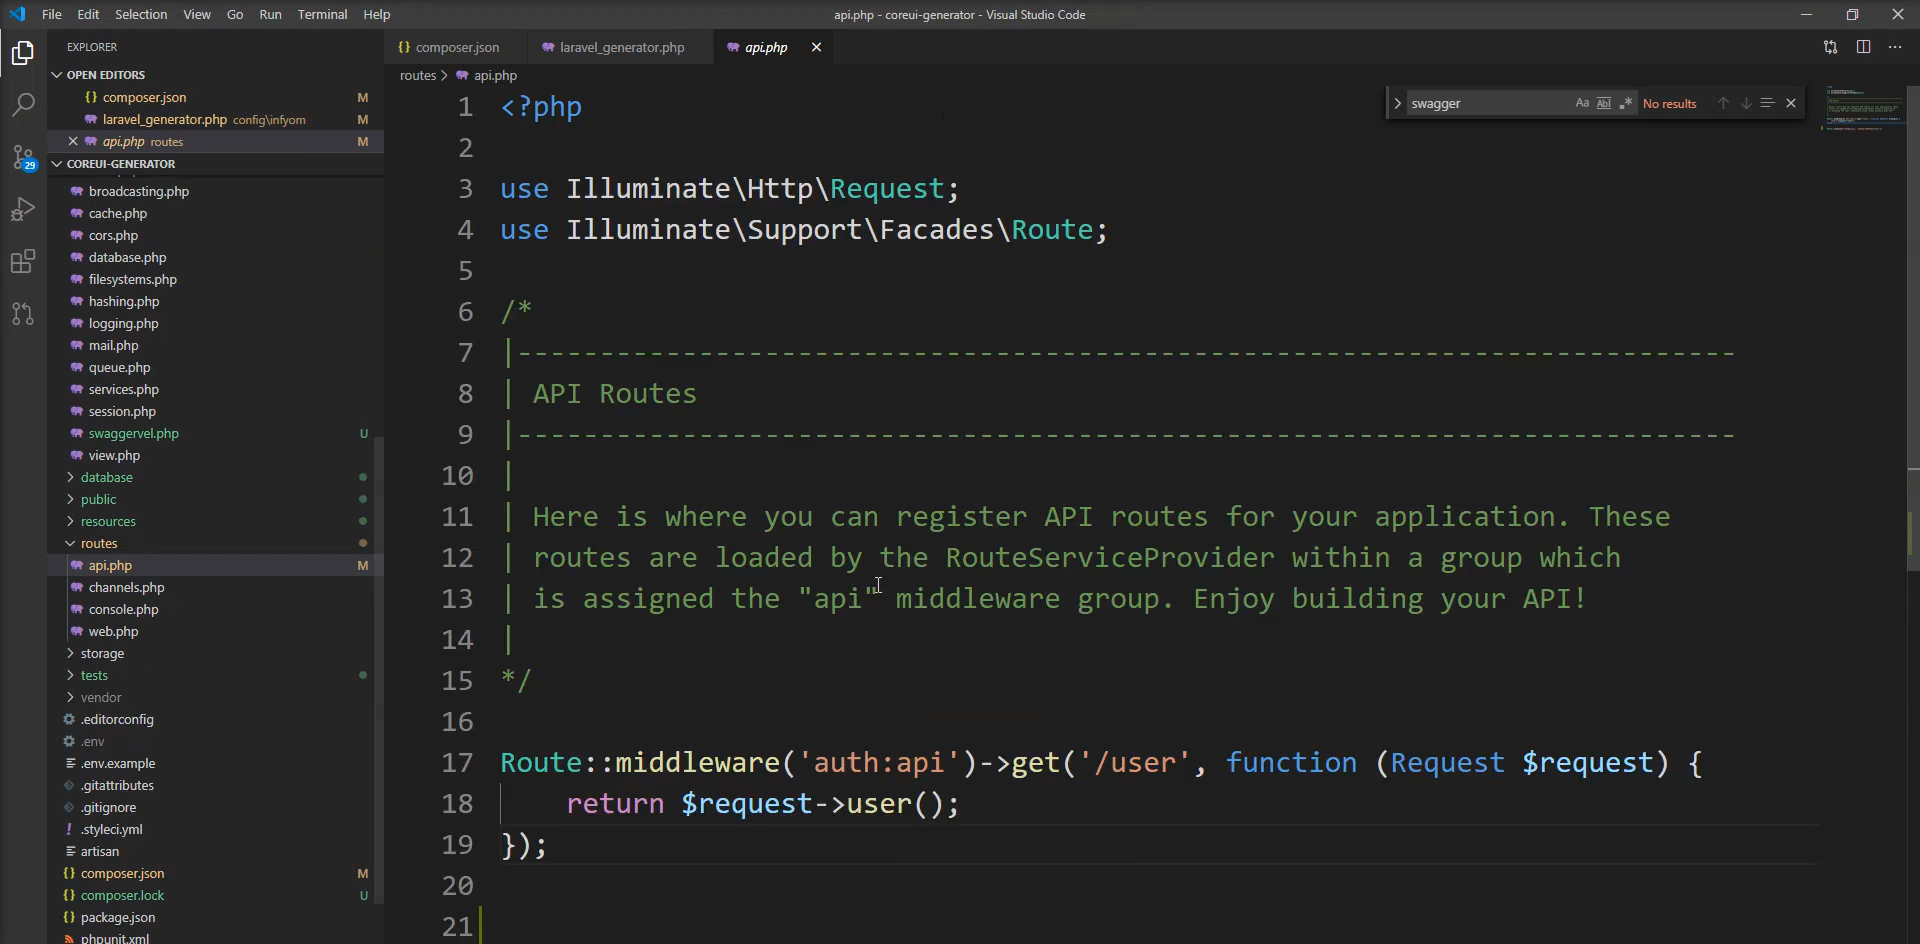 File Edit Selection View Go Run Terminal Help
api.php - coreui-generator - Visual Studio Code
EXPLORER
OPEN EDITORS
composer.json M
laravel_generator.php config\infyom M
api.php routes M
COREUI-GENERATOR
broadcasting.php
cache.php
cors.php
database.php
filesystems.php
hashing.php
logging.php
mail.php
queue.php
services.php
session.php
swaggervel.php U
view.php
database
public
resources
routes
api.php M
channels.php
console.php
web.php
storage
tests
vendor
.editorconfig
.env
.env.example
.gitattributes
.gitignore
.styleci.yml
artisan
composer.json M
composer.lock U
package.json
phpunit.xml
29
composer.json laravel_generator.php api.php
routes > api.php
swagger Aa Abl .* No results
1 <?php
2
3 use Illuminate\Http\Request;
4 use Illuminate\Support\Facades\Route;
5
6 /*
7 |--------------------------------------------------------------------------
8 | API Routes
9 |--------------------------------------------------------------------------
10 |
11 | Here is where you can register API routes for your application. These
12 | routes are loaded by the RouteServiceProvider within a group which
13 | is assigned the "api" middleware group. Enjoy building your API!
14 |
15 */
16
17 Route::middleware('auth:api')->get('/user', function (Request $request) {
18 return $request->user();
19 });
20
21